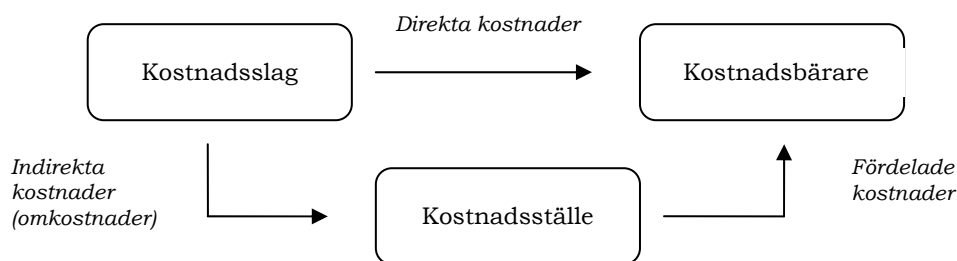 Direkta kostnader
Kostnadsslag
Kostnadsbärare
Indirekta
kostnader
(omkostnader)
Fördelade
kostnader
Kostnadsställe